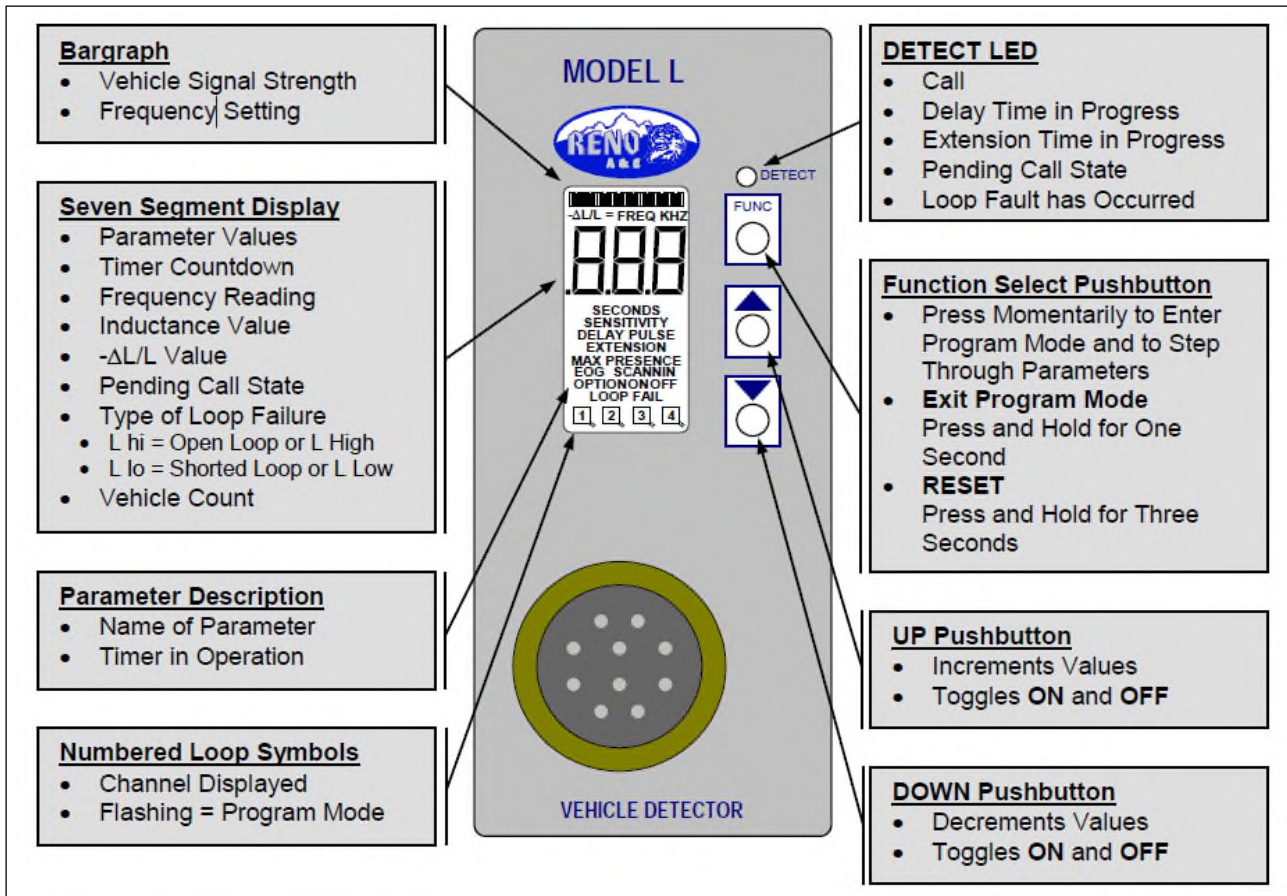 Bargraph
• Vehicle Signal Strength
• Frequency Setting
Seven Segment Display
• Parameter Values
• Timer Countdown
• Frequency Reading
• Inductance Value
• -ΔL/L Value
• Pending Call State
• Type of Loop Failure
• L hi = Open Loop or L High
• L lo = Shorted Loop or L Low
• Vehicle Count
Parameter Description
• Name of Parameter
• Timer in Operation
Numbered Loop Symbols
• Channel Displayed
• Flashing = Program Mode
MODEL L
RENO
A & E
DETECT
FUNC
-ΔL/L = FREQ KHZ
.8.8.8
SECONDS
SENSITIVITY
DELAY PULSE
EXTENSION
MAX PRESENCE
EOG SCANNIN
OPTIONONOFF
LOOP FAIL
1 2 3 4
VEHICLE DETECTOR
DETECT LED
• Call
• Delay Time in Progress
• Extension Time in Progress
• Pending Call State
• Loop Fault has Occurred
Function Select Pushbutton
• Press Momentarily to Enter
Program Mode and to Step
Through Parameters
• Exit Program Mode
Press and Hold for One
Second
• RESET
Press and Hold for Three
Seconds
UP Pushbutton
• Increments Values
• Toggles ON and OFF
DOWN Pushbutton
• Decrements Values
• Toggles ON and OFF